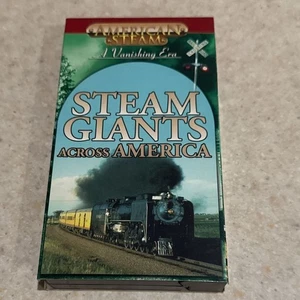 AMERICAN
STEAM
A Vanishing Era
STEAM
GIANTS
ACROSS AMERICA